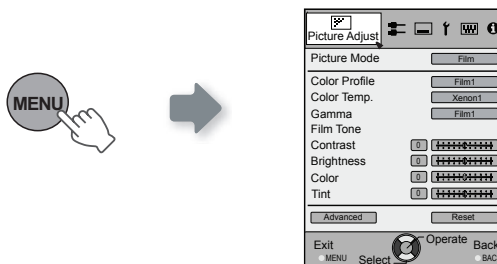 MENU
Picture Adjust
Picture Mode Film
Color Profile Film1
Color Temp. Xenon1
Gamma Film1
Film Tone
Contrast 0
Brightness 0
Color 0
Tint 0
Advanced Reset
Exit Operate Back
MENU Select BAC